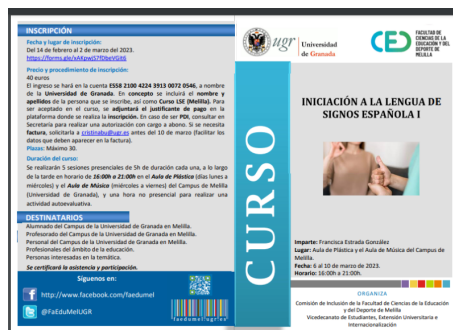 INSCRIPCIÓN
Fecha y lugar de inscripción:
Del 14 de febrero al 2 de marzo del 2023.
https://forms.gle/xAKpwjS7fDbeVGit6
Precio y procedimiento de inscripción:
40 euros
El ingreso se hará en la cuenta ES58 2100 4224 3913 0072 0546, a nombre
de la Universidad de Granada. En concepto se incluirá el nombre y
apellidos de la persona que se inscribe, así como Curso LSE (Melilla). Para
ser aceptado en el curso, se adjuntará el justificante de pago en la
plataforma donde se realiza la inscripción. En caso de ser PDI, consultar en
Secretaría para realizar una autorización con cargo a abono. Si se necesita
factura, solicitarla a cristinabu@ugr.es antes del 10 de marzo (facilitar los
datos que deben aparecer en la factura).
Plazas: Máximo 30.
Duración del curso:
Se realizarán 5 sesiones presenciales de 5h de duración cada una, a lo largo
de la tarde en horario de 16:00h a 21:00h en el Aula de Plástica (días lunes a
miércoles) y el Aula de Música (miércoles a viernes) del Campus de Melilla
(Universidad de Granada), y una hora no presencial para realizar una
actividad autoevaluativa.
DESTINATARIOS
Alumnado del Campus de la Universidad de Granada en Melilla.
Profesorado del Campus de la Universidad de Granada en Melilla.
Personal del Campus de la Universidad de Granada en Melilla.
Profesionales del ámbito de la educación.
Personas interesadas en la temática.
Se certificará la asistencia y participación.
Síguenos en:
http://www.facebook.com/faedumel
@FaEduMelUGR
faedumel@ugr.es
CURSO
ugr Universidad
de Granada
FACULTAD DE
CIENCIAS DE LA
EDUCACIÓN Y DEL
DEPORTE DE
MELILLA
INICIACIÓN A LA LENGUA DE
SIGNOS ESPAÑOLA I
Imparte: Francisca Estrada González
Lugar: Aula de Plástica y el Aula de Música del Campus de
Melilla.
Fecha: 6 al 10 de marzo de 2023.
Horario: 16:00h a 21:00h.
ORGANIZA
Comisión de Inclusión de la Facultad de Ciencias de la Educación
y del Deporte de Melilla
Vicedecanato de Estudiantes, Extensión Universitaria e
Internacionalización